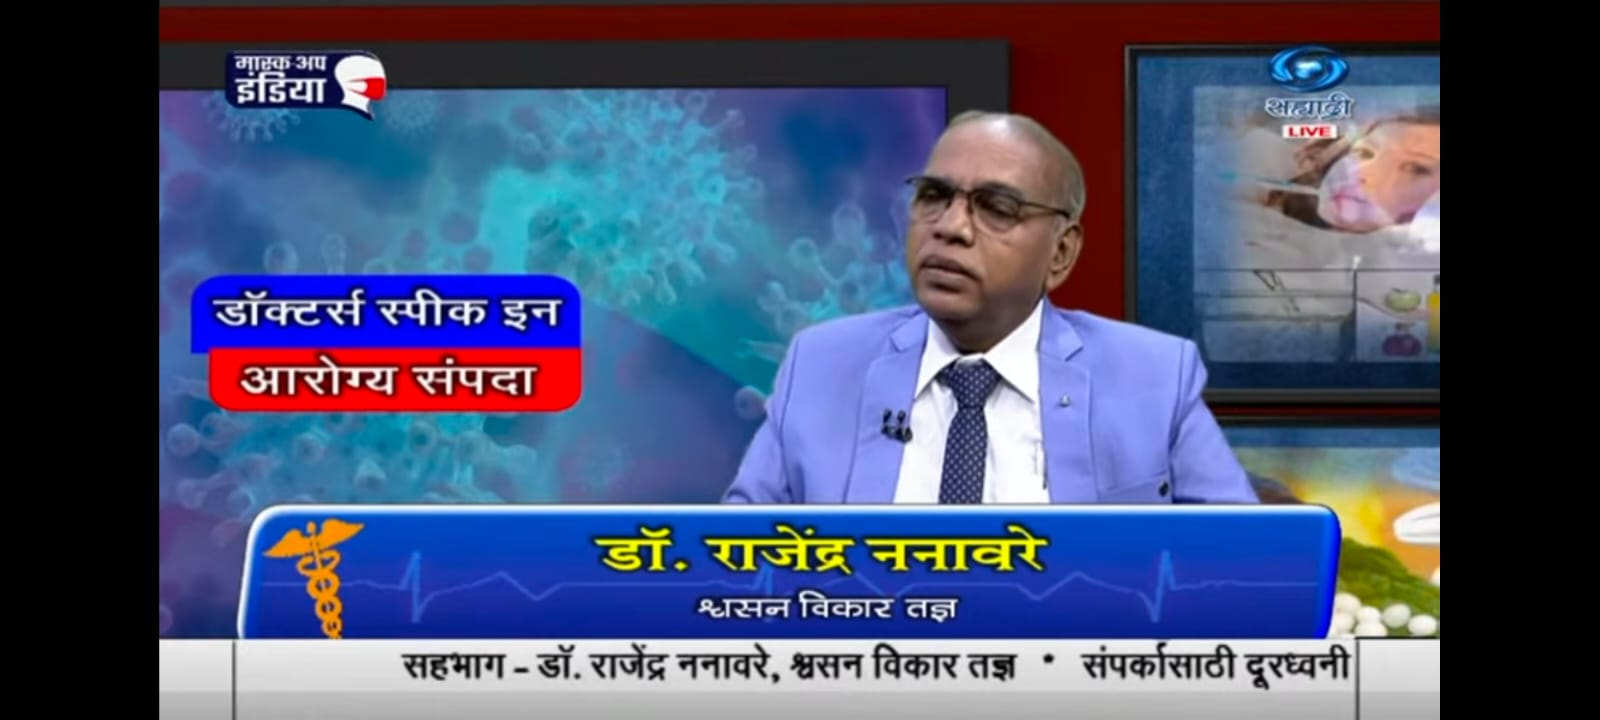 मास्क अप
इंडिया
सह्याद्री
LIVE
डॉक्टर्स स्पीक इन
आरोग्य संपदा
डॉ. राजेंद्र ननावरे
श्वसन विकार तज्ञ
सहभाग - डॉ. राजेंद्र ननावरे, श्वसन विकार तज्ञ * संपर्कासाठी दूरध्वनी